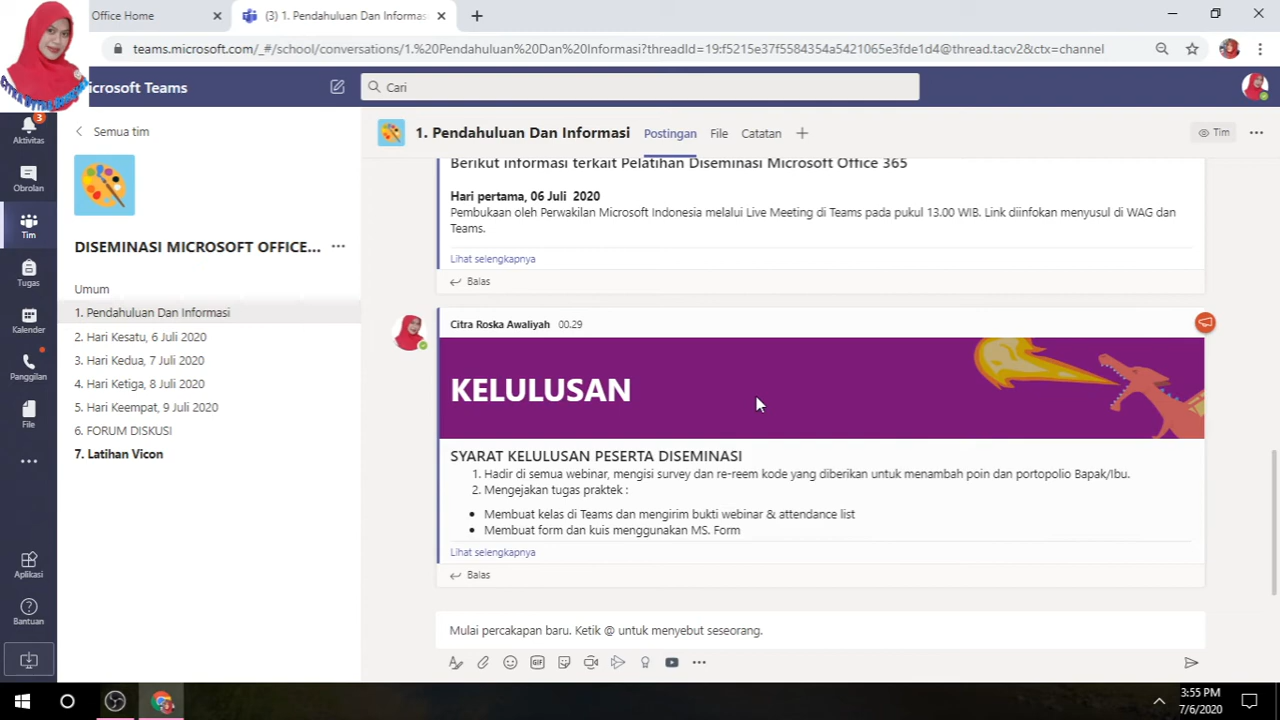 Office Home
(3) 1. Pendahuluan Dan Informasi
teams.microsoft.com/_#/school/conversations/1.%20Pendahuluan%20Dan%20Informasi?threadId=19:f5215e37f5584354a5421065e3fde1d4@thread.tacv2&ctx=channel
crosoft Teams
Cari
Aktivitas
3
Obrolan
Tim
Tugas
Kalender
Panggilan
File
Aplikasi
Bantuan
Semua tim
DISEMINASI MICROSOFT OFFICE...
Umum
1. Pendahuluan Dan Informasi
2. Hari Kesatu, 6 Juli 2020
3. Hari Kedua, 7 Juli 2020
4. Hari Ketiga, 8 Juli 2020
5. Hari Keempat, 9 Juli 2020
6. FORUM DISKUSI
7. Latihan Vicon
1. Pendahuluan Dan Informasi Postingan File Catatan
Tim
Berikut informasi terkait Pelatihan Diseminasi Microsoft Office 365
Hari pertama, 06 Juli 2020
Pembukaan oleh Perwakilan Microsoft Indonesia melalui Live Meeting di Teams pada pukul 13.00 WIB. Link diinfokan menyusul di WAG dan
Teams.
Lihat selengkapnya
Balas
Citra Roska Awaliyah 00.29
KELULUSAN
SYARAT KELULUSAN PESERTA DISEMINASI
1. Hadir di semua webinar, mengisi survey dan re-reem kode yang diberikan untuk menambah poin dan portopolio Bapak/Ibu.
2. Mengejakan tugas praktek :
• Membuat kelas di Teams dan mengirim bukti webinar & attendance list
• Membuat form dan kuis menggunakan MS. Form
Lihat selengkapnya
Balas
Mulai percakapan baru. Ketik @ untuk menyebut seseorang.
GIF
3:55 PM
7/6/2020